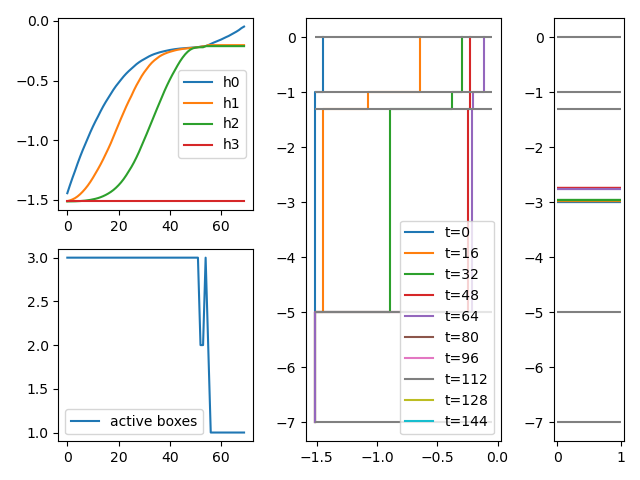 0.0
−0.5
−1.0
−1.5
0
20
40
60
h0
h1
h2
h3
3.0
2.5
2.0
1.5
1.0
0
20
40
60
active boxes
0
−1
−2
−3
−4
−5
−6
−7
−1.5
−1.0
−0.5
0.0
t=0
t=16
t=32
t=48
t=64
t=80
t=96
t=112
t=128
t=144
0
−1
−2
−3
−4
−5
−6
−7
0
1